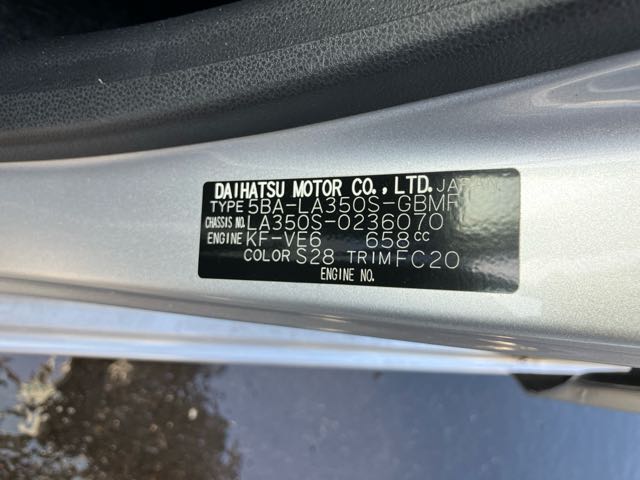 DAIHATSU MOTOR CO., LTD. JAPAN
TYPE 5BA-LA350S-GBMF
CHASSIS NO. LA350S-0236070
ENGINE KF-VE6 658cc
COLOR S28 TRIM FC20
ENGINE NO.